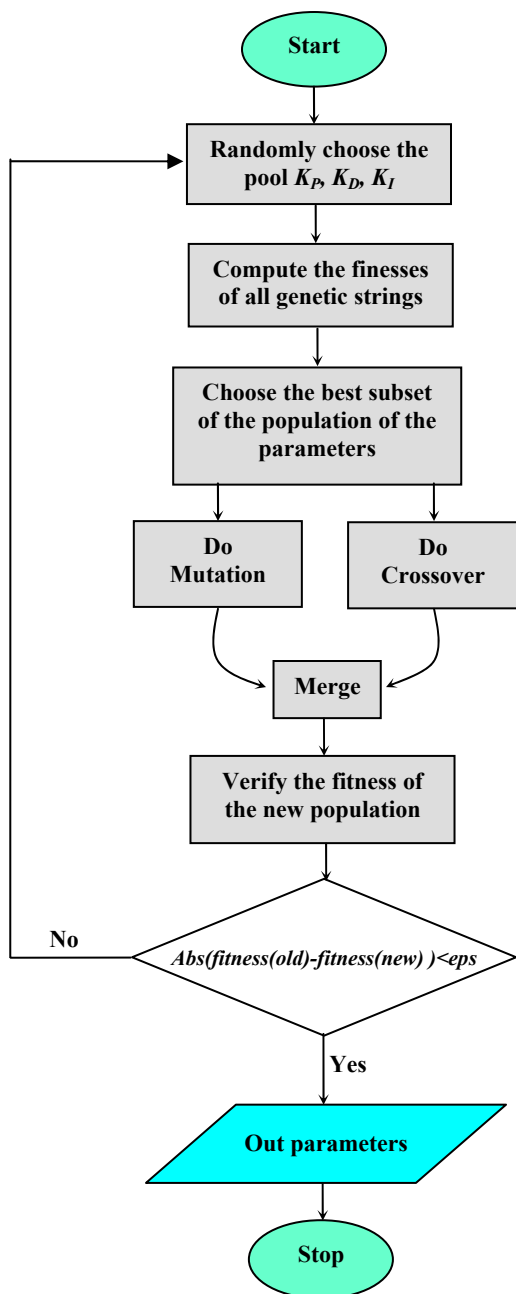 Start
Randomly choose the
pool K_P, K_D, K_I
Compute the finesses
of all genetic strings
Choose the best subset
of the population of the
parameters
Do
Mutation
Do
Crossover
Merge
Verify the fitness of
the new population
No
Abs(fitness(old)-fitness(new) )<eps
Yes
Out parameters
Stop